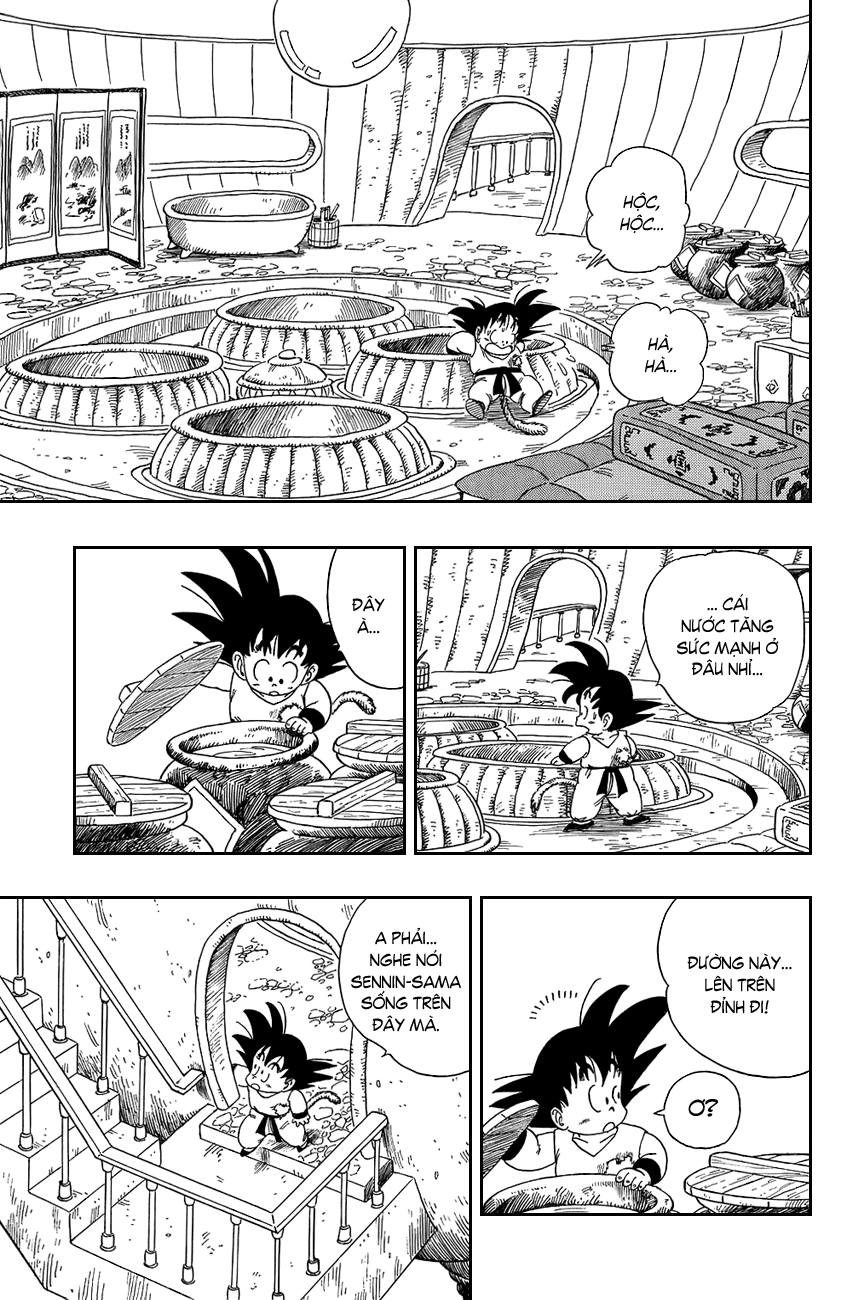 HỘC,
HỘC...
HÀ,
HÀ...
... CÁI
NƯỚC TĂNG
SỨC MẠNH Ở
ĐÂU NHỈ...
ĐÂY
À...
ĐƯỜNG NÀY...
LÊN TRÊN
ĐỈNH ĐI!
Ơ?
A PHẢI...
NGHE NÓI
SENNIN-SAMA
SỐNG TRÊN
ĐÂY MÀ.